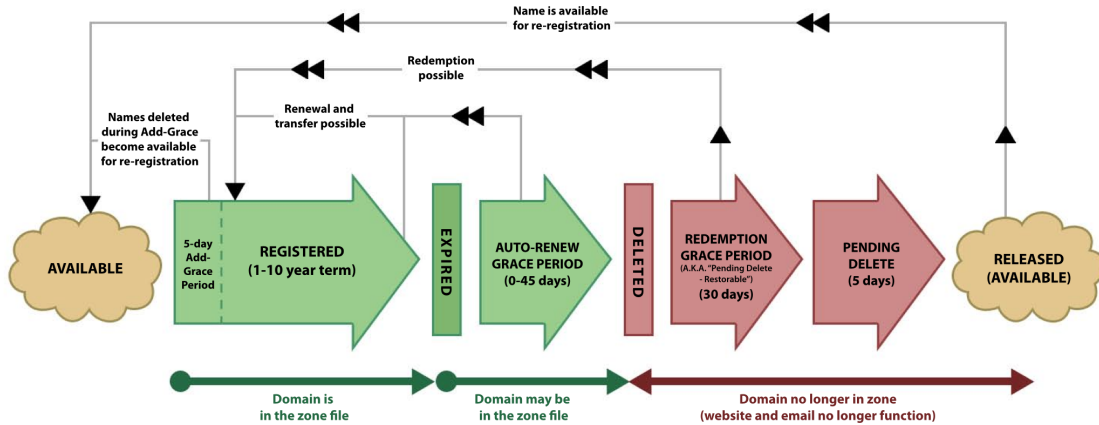 Name is available
for re-registration
Redemption
possible
Renewal and
transfer possible
Names deleted
during Add-Grace
become available
for re-registration
AVAILABLE
5-day
Add-
Grace
Period
REGISTERED
(1-10 year term)
EXPIRED
AUTO-RENEW
GRACE PERIOD
(0-45 days)
DELETED
REDEMPTION
GRACE PERIOD
(A.K.A. "Pending Delete
- Restorable")
(30 days)
PENDING
DELETE
(5 days)
RELEASED
(AVAILABLE)
Domain is
in the zone file
Domain may be
in the zone file
Domain no longer in zone
(website and email no longer function)